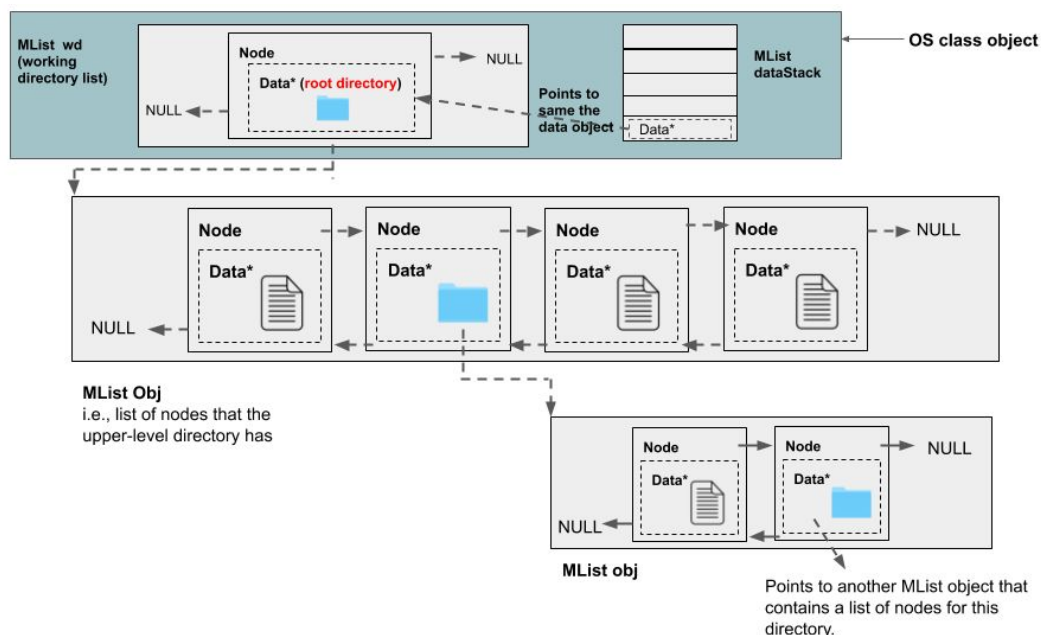 MList wd
(working
directory list)
Node
Data* (root directory)
NULL
NULL
Points to
same the
data object
Data*
MList
dataStack
OS class object
Node
Data*
Node
Data*
Node
Data*
Node
Data*
NULL
NULL
MList Obj
i.e., list of nodes that the
upper-level directory has
Node
Data*
Node
Data*
NULL
NULL
MList obj
Points to another MList object that
contains a list of nodes for this
directory.